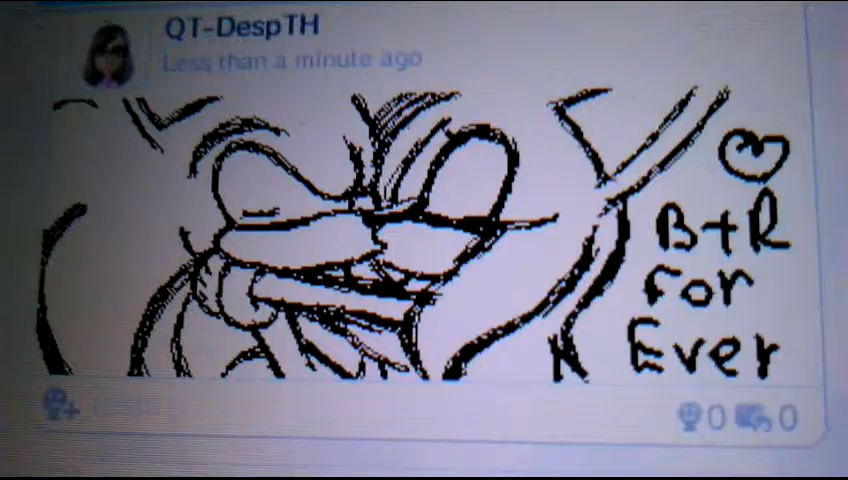 QT-DespTH
Less than a minute ago
B+R
For
Ever
0 0